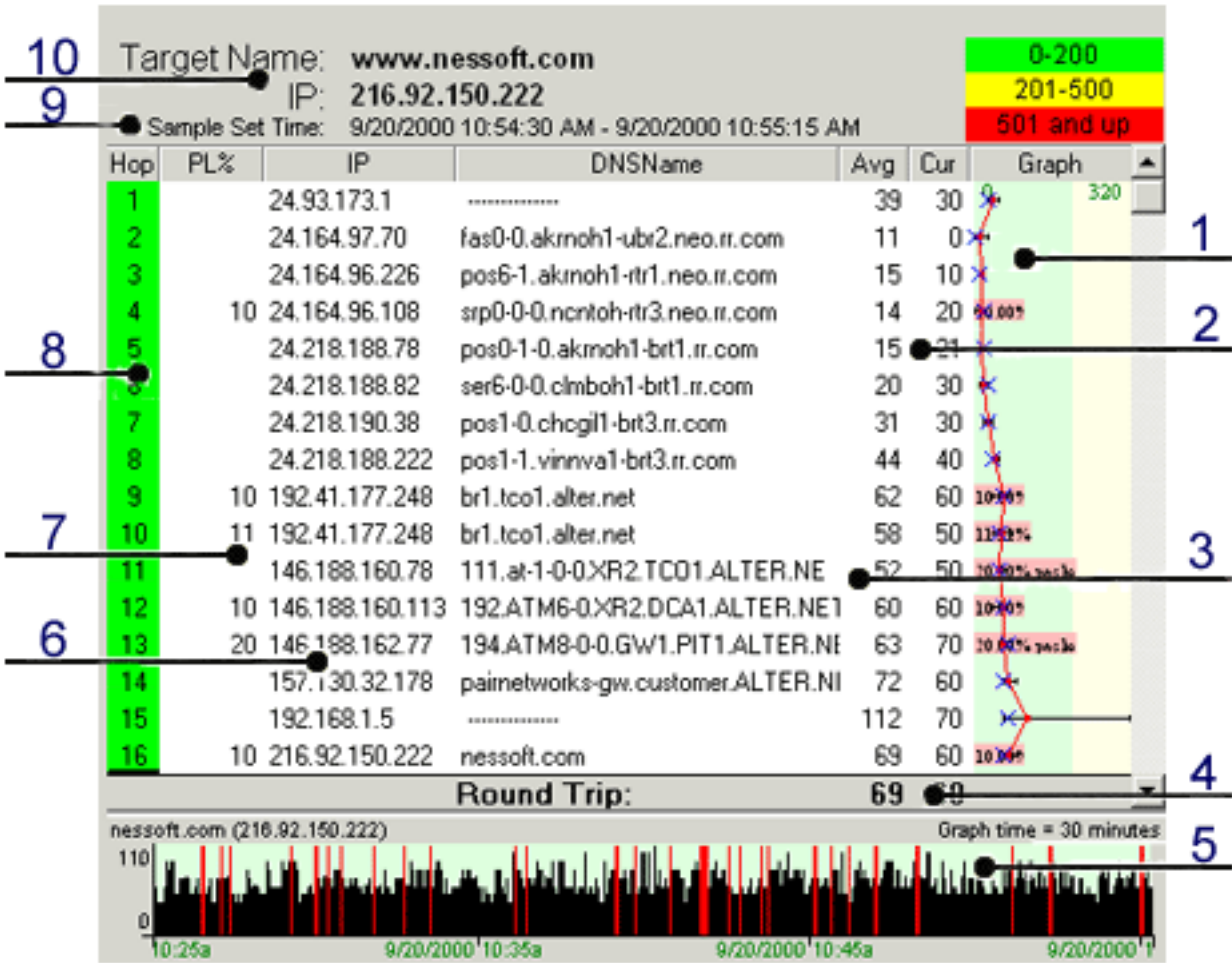 10 Target Name: www.nessoft.com 0-200
IP: 216.92.150.222 201-500
9 Sample Set Time: 9/20/2000 10:54:30 AM - 9/20/2000 10:55:15 AM 501 and up
Hop PL% IP DNSName Avg Cur Graph
0 320
1 24.93.173.1 --------------- 39 30
2 24.164.97.70 fas0-0.akrnoh1-ubr2.neo.rr.com 11 0 1
3 24.164.96.226 pos6-1.akrnoh1-rtr1.neo.rr.com 15 10
4 10 24.164.96.108 srp0-0-0.ncntoh-rtr3.neo.rr.com 14 20
8 5 24.218.188.78 pos0-1-0.akrnoh1-brt1.rr.com 15 21 2
6 24.218.188.82 ser6-0-0.clmboh1-brt1.rr.com 20 30
7 24.218.190.38 pos1-0.chcgil1-brt3.rr.com 31 30
8 24.218.188.222 pos1-1.vinnva1-brt3.rr.com 44 40
9 10 192.41.177.248 br1.tco1.alter.net 62 60
7 10 11 192.41.177.248 br1.tco1.alter.net 58 50
11 146.188.160.78 111.at-1-0-0.XR2.TCO1.ALTER.NE 52 50 3
12 10 146.188.160.113 192.ATM6-0.XR2.DCA1.ALTER.NET 60 60
6 13 20 146.188.162.77 194.ATM8-0-0.GW1.PIT1.ALTER.NE 63 70
14 157.130.32.178 pairnetworks-gw.customer.ALTER.NE 72 60
15 192.168.1.5 --------------- 112 70
16 10 216.92.150.222 nessoft.com 69 60
Round Trip: 69 4
nessoft.com (216.92.150.222) Graph time = 30 minutes
110 5
0
10:25a 9/20/2000 10:35a 9/20/2000 10:45a 9/20/2000 1